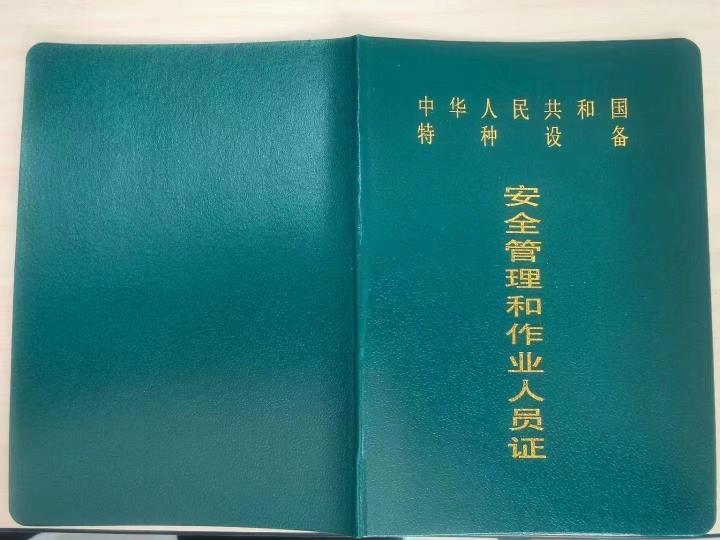 中华人民共和国
特种设备
安全管理和作业人员证